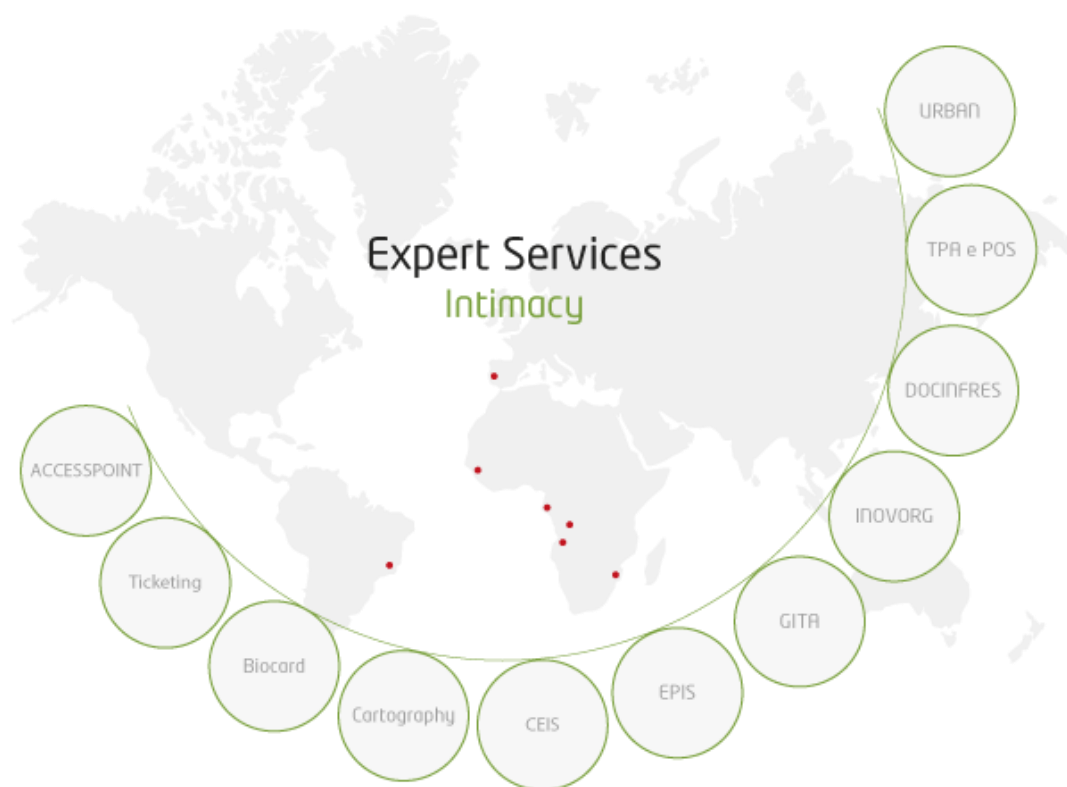 Expert Services
Intimacy
URBAN
TPA e POS
DOCINFRES
INOVORG
GITA
EPIS
CEIS
Cartography
Biocard
Ticketing
ACCESSPOINT